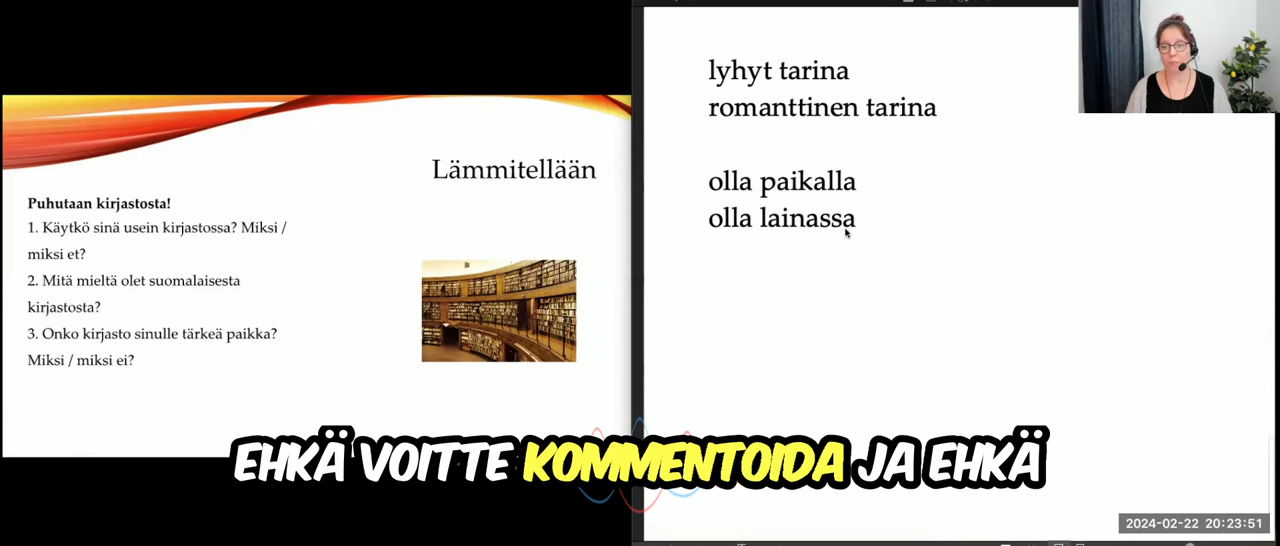 Lämmitellään
Puhutaan kirjastosta!
1. Käytkö sinä usein kirjastossa? Miksi /
miksi et?
2. Mitä mieltä olet suomalaisesta
kirjastosta?
3. Onko kirjasto sinulle tärkeä paikka?
Miksi / miksi ei?
lyhyt tarina
romanttinen tarina
olla paikalla
olla lainassa
EHKÄ VOITTE KOMMENTOIDA JA EHKÄ
2024-02-22 20:23:51